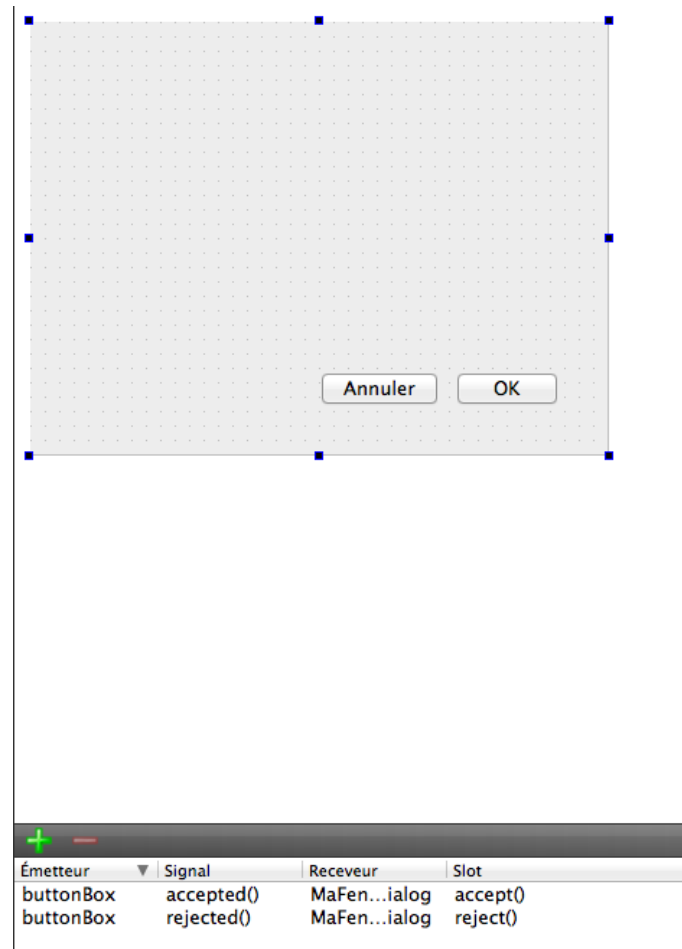 Annuler OK
Émetteur Signal Receveur Slot
buttonBox accepted() MaFen...ialog accept()
buttonBox rejected() MaFen...ialog reject()